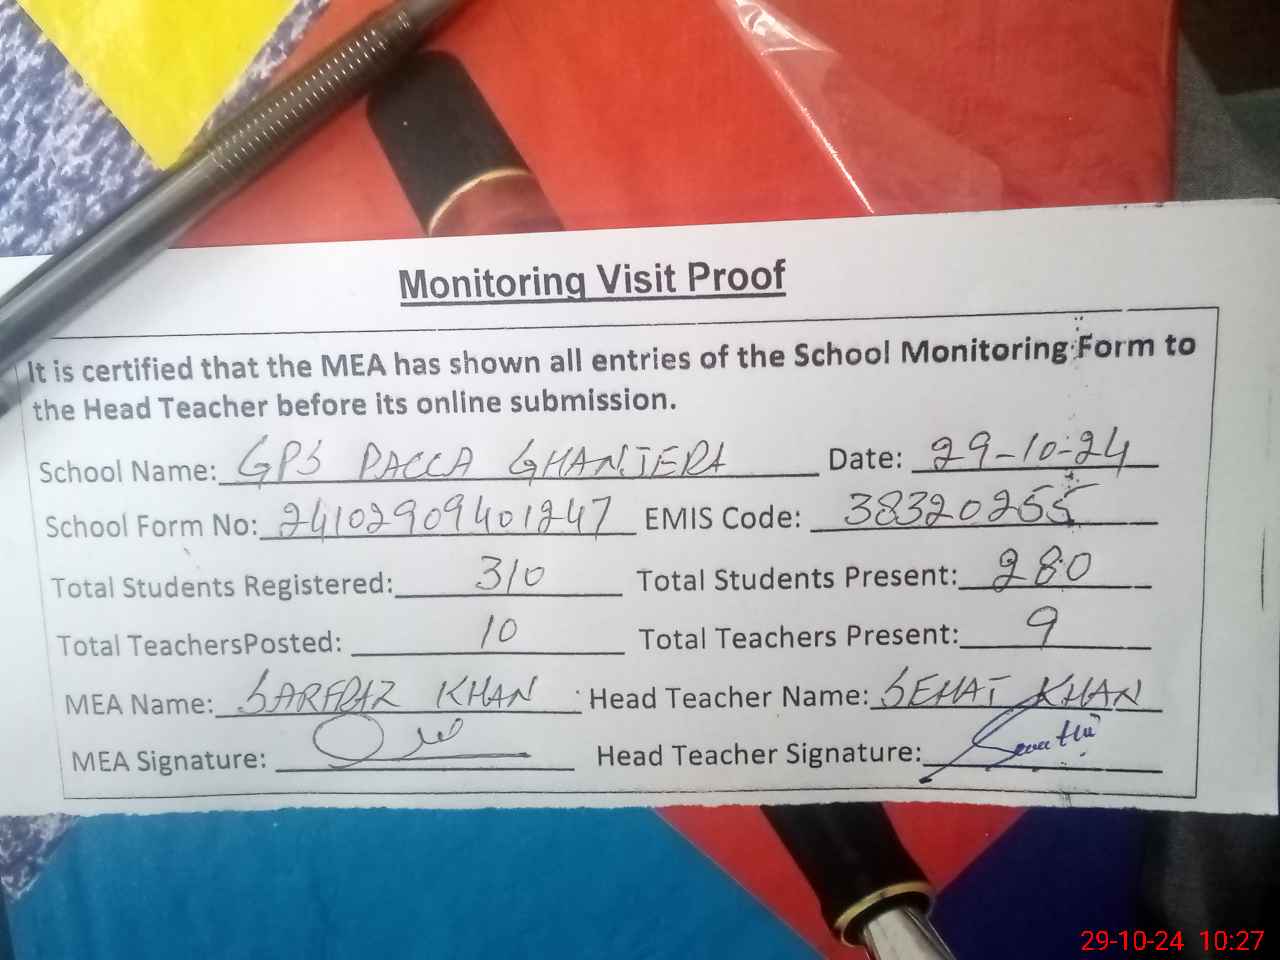 Monitoring Visit Proof
It is certified that the MEA has shown all entries of the School Monitoring Form to
the Head Teacher before its online submission.
School Name: GPS PACCA GHANJERA Date: 29-10-24
School Form No: 24102909401247 EMIS Code: 38320255
Total Students Registered: 310 Total Students Present: 280
Total TeachersPosted: 10 Total Teachers Present: 9
MEA Name: SARFRAZ KHAN Head Teacher Name: SEHAT KHAN
MEA Signature: Head Teacher Signature:
29-10-24 10:27